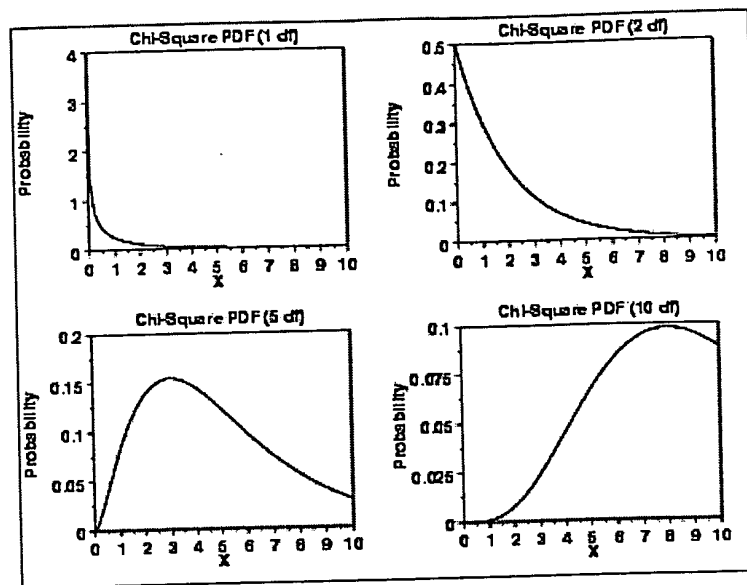 Chi-Square PDF (1 df)
4
3
2
1
0
Probability
0 1 2 3 4 5 6 7 8 9 10
X
Chi-Square PDF (2 df)
0.5
0.4
0.3
0.2
0.1
0
Probability
0 1 2 3 4 5 6 7 8 9 10
X
Chi-Square PDF (5 df)
0.2
0.15
0.1
0.05
0
Probability
0 1 2 3 4 5 6 7 8 9 10
X
Chi-Square PDF (10 df)
0.1
0.075
0.05
0.025
0
Probability
0 1 2 3 4 5 6 7 8 9 10
X